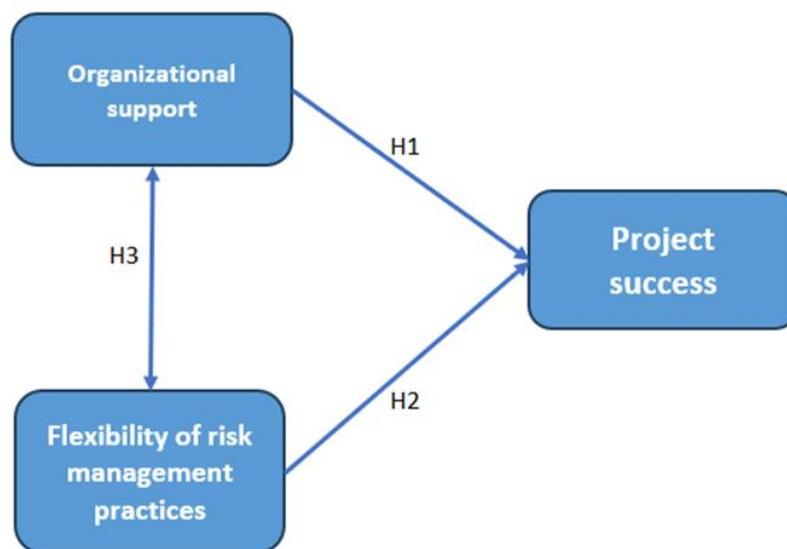 Organizational
support
H1
Project
success
H3
H2
Flexibility of risk
management
practices